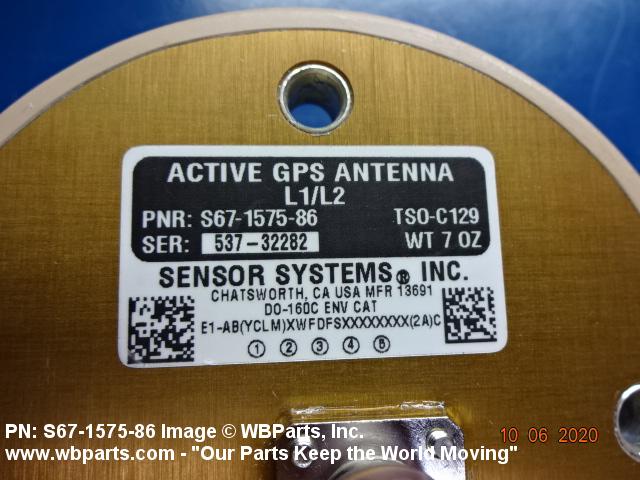 ACTIVE GPS ANTENNA
L1/L2
PNR: S67-1575-86 TSO-C129
SER: 537-32282 WT 7 OZ
SENSOR SYSTEMS® INC.
CHATSWORTH, CA USA MFR 13691
DO-160C ENV CAT
E1-AB(YCLM)XWFDFSXXXXXXXX(2A)C
① ② ③ ④ ⑤
PN: S67-1575-86 Image © WBParts, Inc.
10 06 2020
www.wbparts.com - "Our Parts Keep the World Moving"